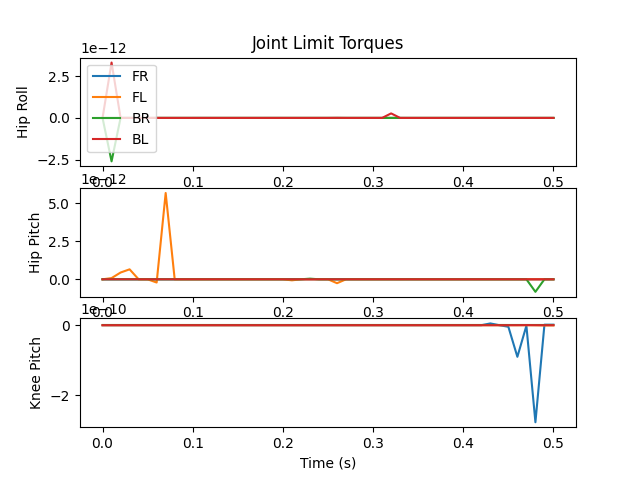 Joint Limit Torques
1e−12
2.5
0.0
−2.5
Hip Roll
FR
FL
BR
BL
0.0 0.1 0.2 0.3 0.4 0.5
1e−12
5.0
2.5
0.0
Hip Pitch
0.0 0.1 0.2 0.3 0.4 0.5
1e−10
0
−2
Knee Pitch
0.0 0.1 0.2 0.3 0.4 0.5
Time (s)